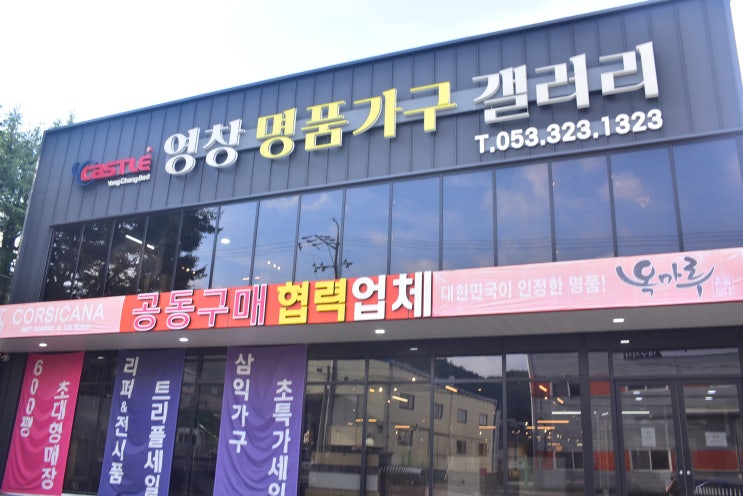 CASTLE
YoungChang Bed
영창 명품가구 갤러리
T.053.323.1323
CORSICANA
공동구매 협력업체
대한민국이 인정한 명품!
옥마루
600평
초대형매장
리퍼&전시품
트리플세일
삼익가구
초특가세일